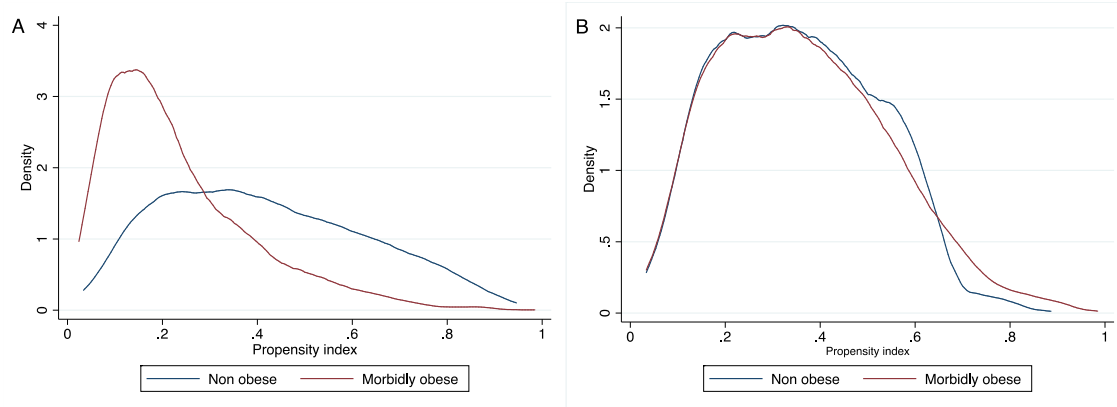 A
4
3
2
1
0
Density
0 .2 .4 .6 .8 1
Propensity index
Non obese Morbidly obese
B
2
1.5
1
.5
0
Density
0 .2 .4 .6 .8 1
Propensity index
Non obese Morbidly obese